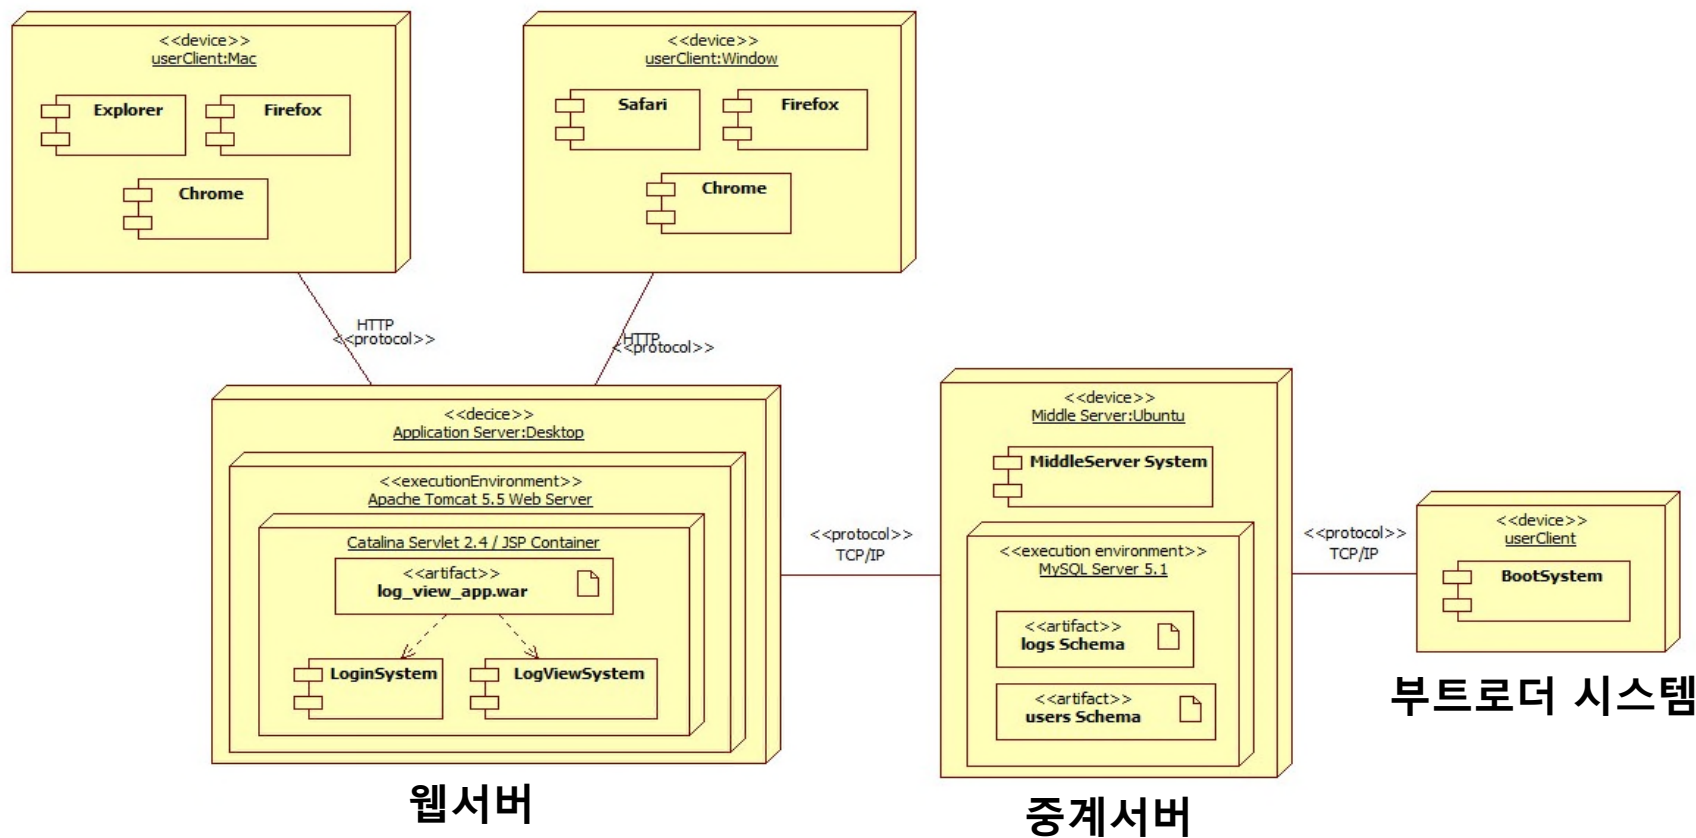 <<device>>
userClient:Mac
Explorer
Firefox
Chrome
<<device>>
userClient:Window
Safari
Firefox
Chrome
HTTP
<<protocol>>
HTTP
<<protocol>>
<<decice>>
Application Server:Desktop
<<executionEnvironment>>
Apache Tomcat 5.5 Web Server
Catalina Servlet 2.4 / JSP Container
<<artifact>>
log_view_app.war
LoginSystem
LogViewSystem
웹서버
<<protocol>>
TCP/IP
<<device>>
Middle Server:Ubuntu
MiddleServer System
<<execution environment>>
MySQL Server 5.1
<<artifact>>
logs Schema
<<artifact>>
users Schema
중계서버
<<protocol>>
TCP/IP
<<device>>
userClient
BootSystem
부트로더 시스템